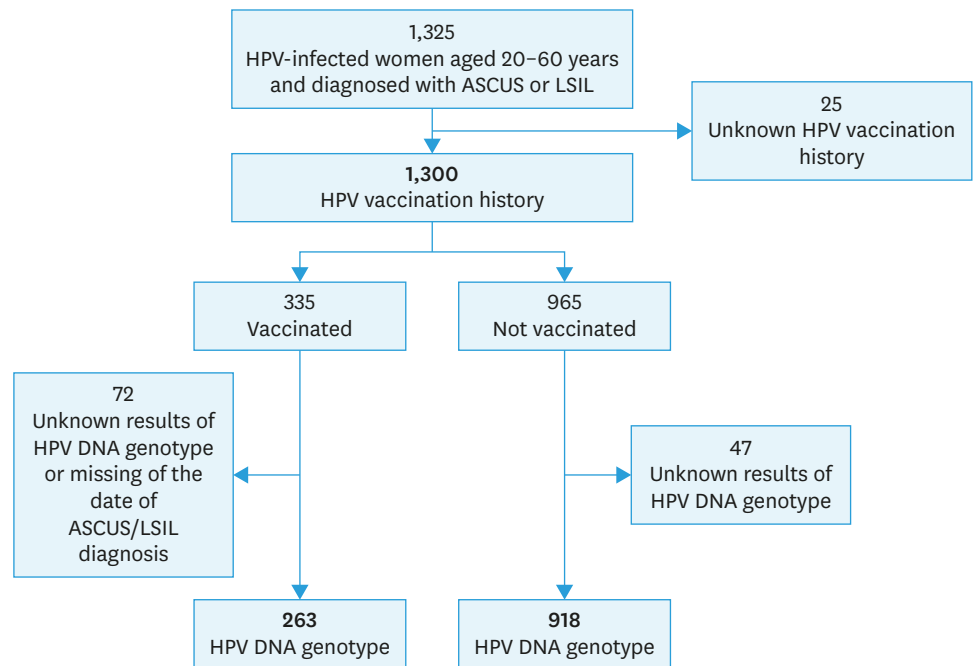 1,325
HPV-infected women aged 20–60 years
and diagnosed with ASCUS or LSIL
25
Unknown HPV vaccination
history
1,300
HPV vaccination history
335
Vaccinated
965
Not vaccinated
72
Unknown results of
HPV DNA genotype
or missing of the
date of
ASCUS/LSIL
diagnosis
47
Unknown results of
HPV DNA genotype
263
HPV DNA genotype
918
HPV DNA genotype